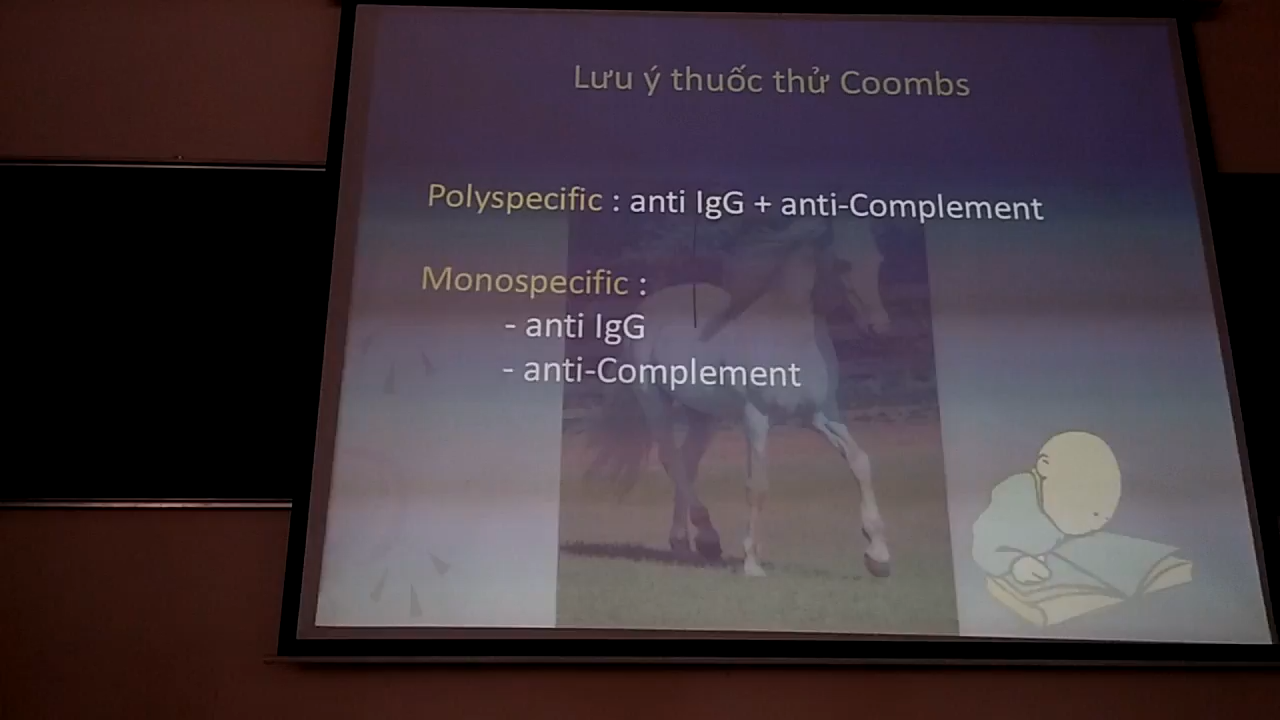 Lưu ý thuốc thử Coombs
Polyspecific : anti IgG + anti-Complement
Monospecific :
- anti IgG
- anti-Complement